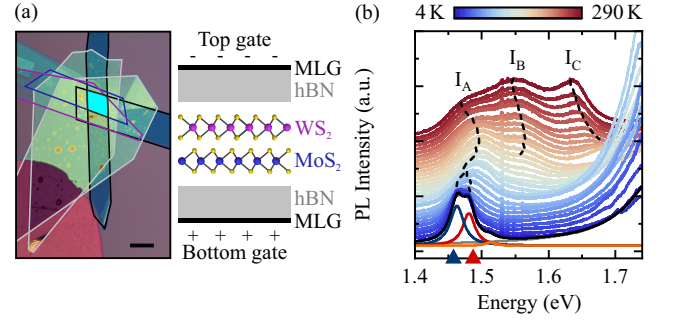 (a)
Top gate
- - - -
MLG
hBN
WS2
MoS2
hBN
MLG
+ + + +
Bottom gate
(b)
4 K 290 K
IA IB IC
PL Intensity (a.u.)
1.4 1.5 1.6 1.7
Energy (eV)